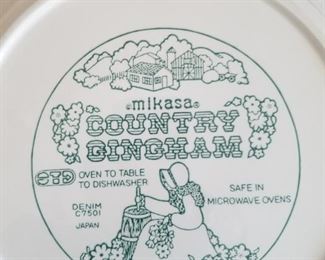 mikasa®
COUNTRY
GINGHAM
OTD OVEN TO TABLE
TO DISHWASHER
SAFE IN
MICROWAVE OVENS
DENIM
C7501
JAPAN